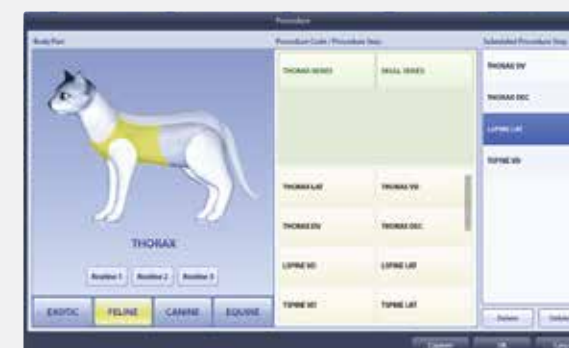 Procedure
Body Part
Procedure Code / Procedure Step
Scheduled Procedure Step
THORAX SERIES
SKULL SERIES
THORAX DV
THORAX DEC
LSPINE LAT
TSPINE VD
THORAX LAT
THORAX VD
THORAX DV
THORAX DEC
LSPINE VD
LSPINE LAT
TSPINE VD
TSPINE LAT
THORAX
Routine 1
Routine 2
Routine 3
EXOTIC
FELINE
CANINE
EQUINE
Delete
OK